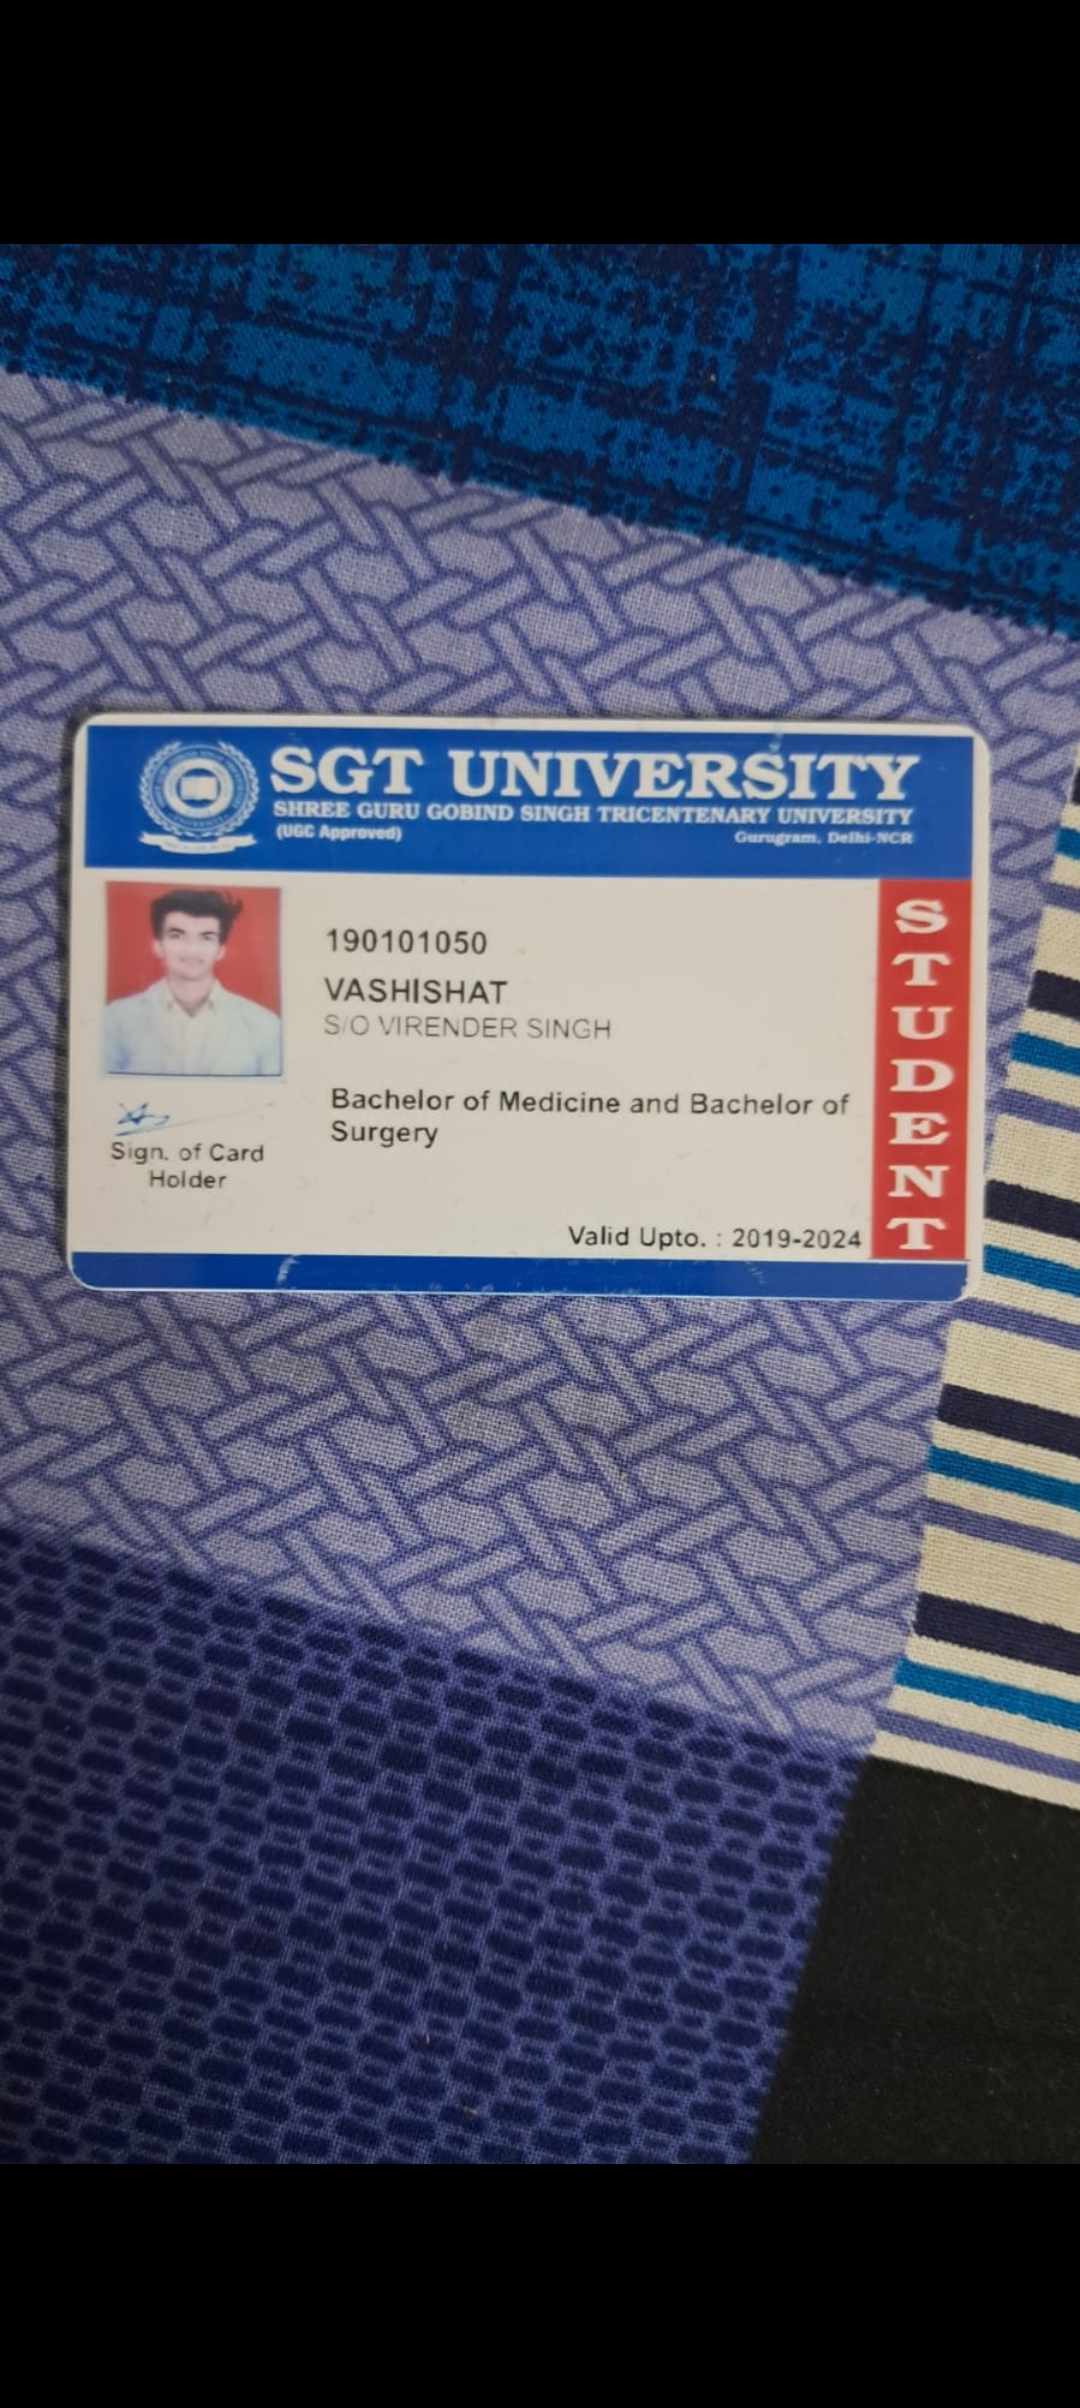 SGT UNIVERSITY
SHREE GURU GOBIND SINGH TRICENTENARY UNIVERSITY
(UGC Approved)
Gurugram, Delhi-NCR
190101050
VASHISHAT
S/O VIRENDER SINGH
Bachelor of Medicine and Bachelor of
Surgery
Sign. of Card
Holder
Valid Upto. : 2019-2024
STUDENT